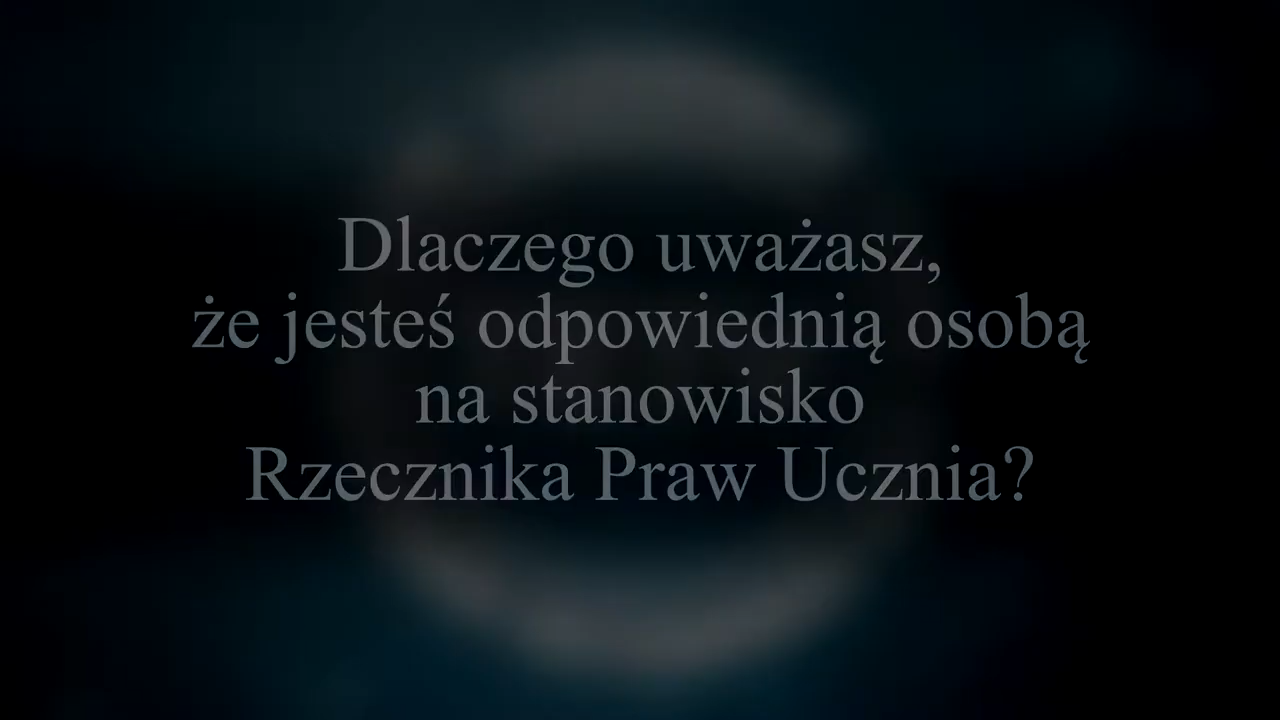 Dlaczego uważasz,
że jesteś odpowiednią osobą
na stanowisko
Rzecznika Praw Ucznia?